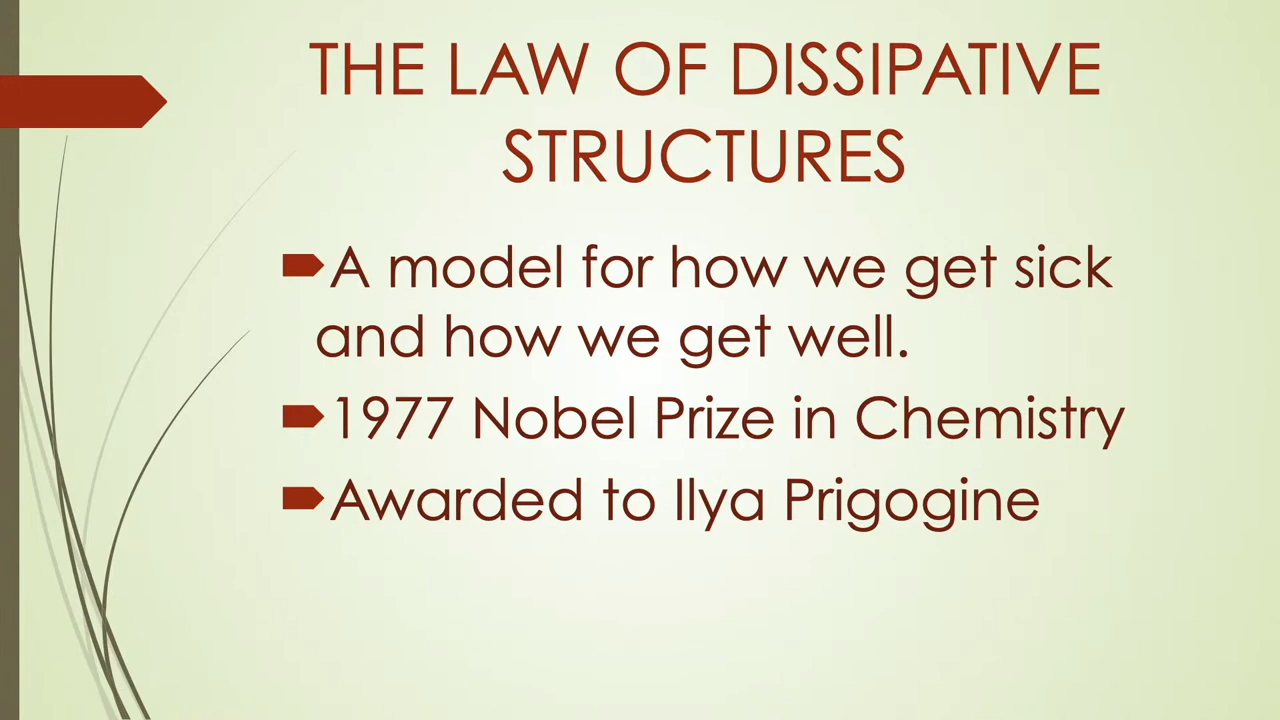 THE LAW OF DISSIPATIVE
STRUCTURES
A model for how we get sick
and how we get well.
1977 Nobel Prize in Chemistry
Awarded to Ilya Prigogine